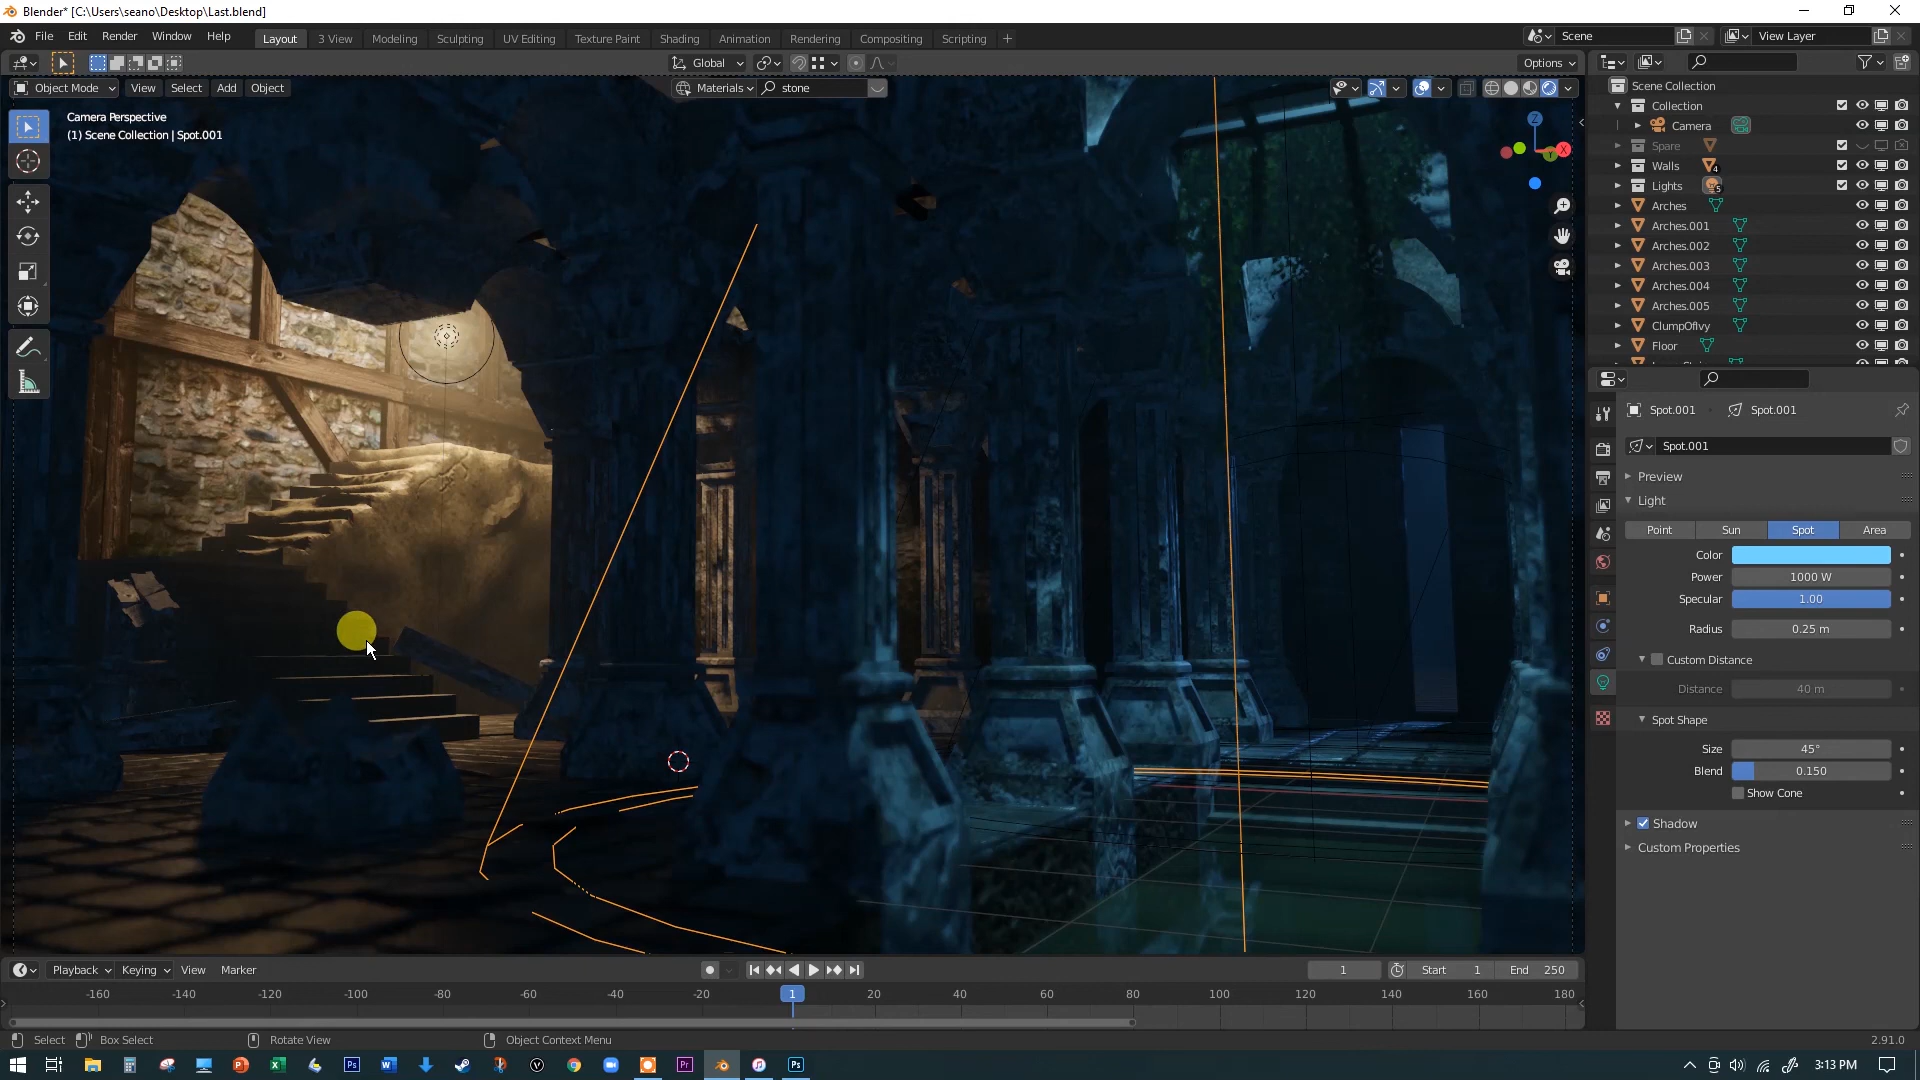 Blender* [C:\Users\seano\Desktop\Last.blend]
File Edit Render Window Help Layout 3 View Modeling Sculpting UV Editing Texture Paint Shading Animation Rendering Compositing Scripting + Scene View Layer
Global Options
Object Mode View Select Add Object Materials stone
Camera Perspective
(1) Scene Collection | Spot.001
Z
X
Y
Scene Collection
Collection
Camera
Spare
Walls 4
Lights 5
Arches
Arches.001
Arches.002
Arches.003
Arches.004
Arches.005
ClumpOfIvy
Floor
Spot.001 Spot.001
Spot.001
Preview
Light
Point Sun Spot Area
Color
Power 1000 W
Specular 1.00
Radius 0.25 m
Custom Distance
Distance 40 m
Spot Shape
Size 45°
Blend 0.150
Show Cone
Shadow
Custom Properties
Playback Keying View Marker 1 Start 1 End 250
-160 -140 -120 -100 -80 -60 -40 -20 1 20 40 60 80 100 120 140 160 180
Select Box Select Rotate View Object Context Menu 2.91.0
3:13 PM